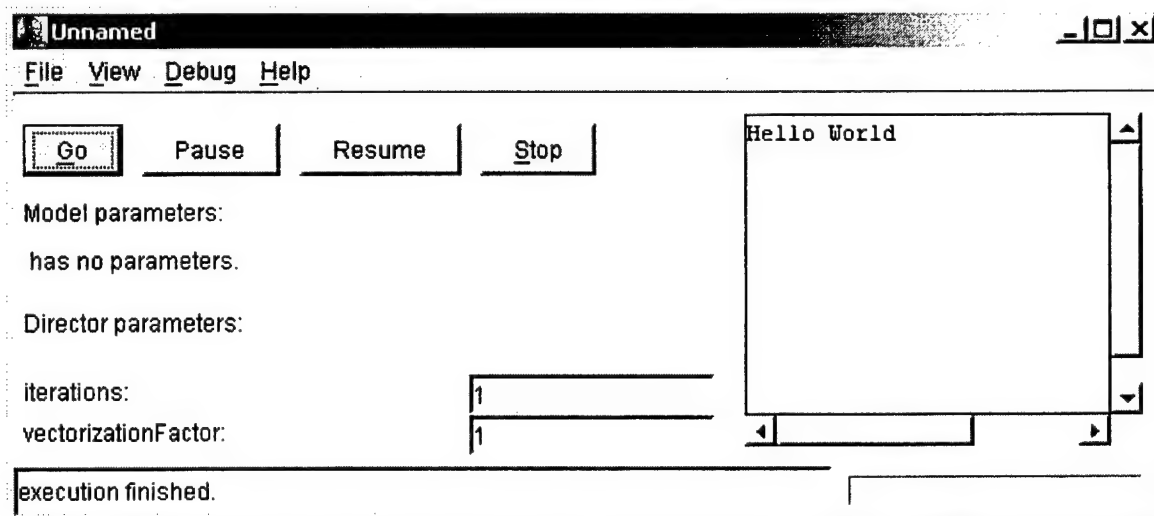 Unnamed
File View Debug Help
Go Pause Resume Stop
Hello World
Model parameters:
has no parameters.
Director parameters:
iterations: 1
vectorizationFactor: 1
execution finished.